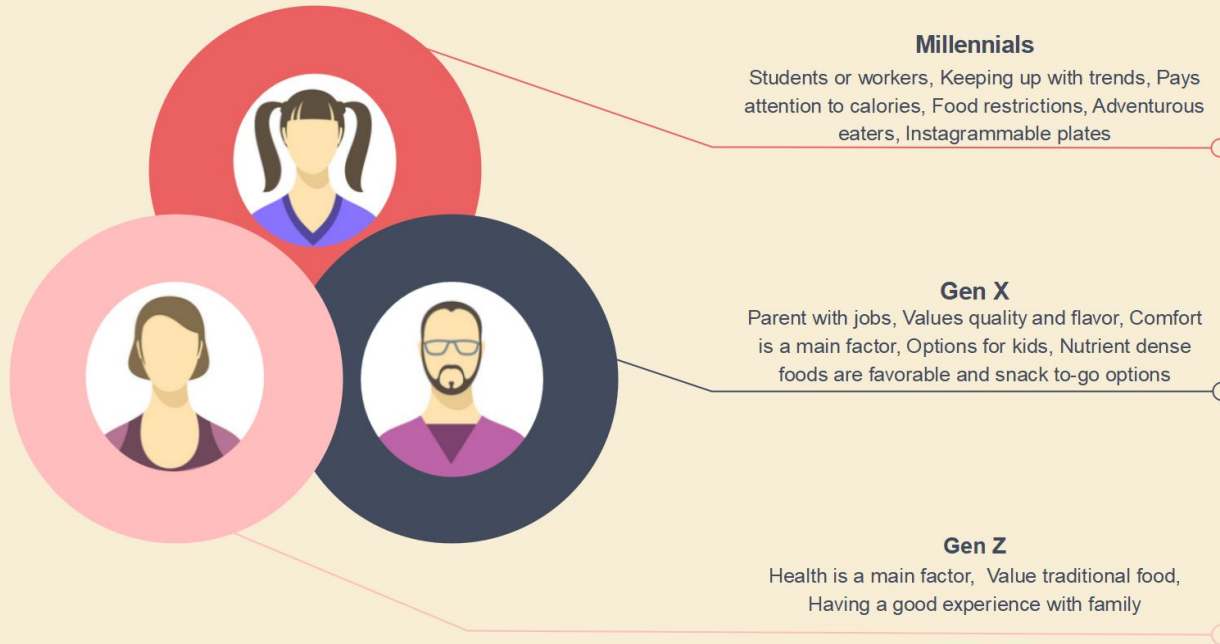 Millennials
Students or workers, Keeping up with trends, Pays
attention to calories, Food restrictions, Adventurous
eaters, Instagrammable plates
Gen X
Parent with jobs, Values quality and flavor, Comfort
is a main factor, Options for kids, Nutrient dense
foods are favorable and snack to-go options
Gen Z
Health is a main factor,  Value traditional food,
Having a good experience with family